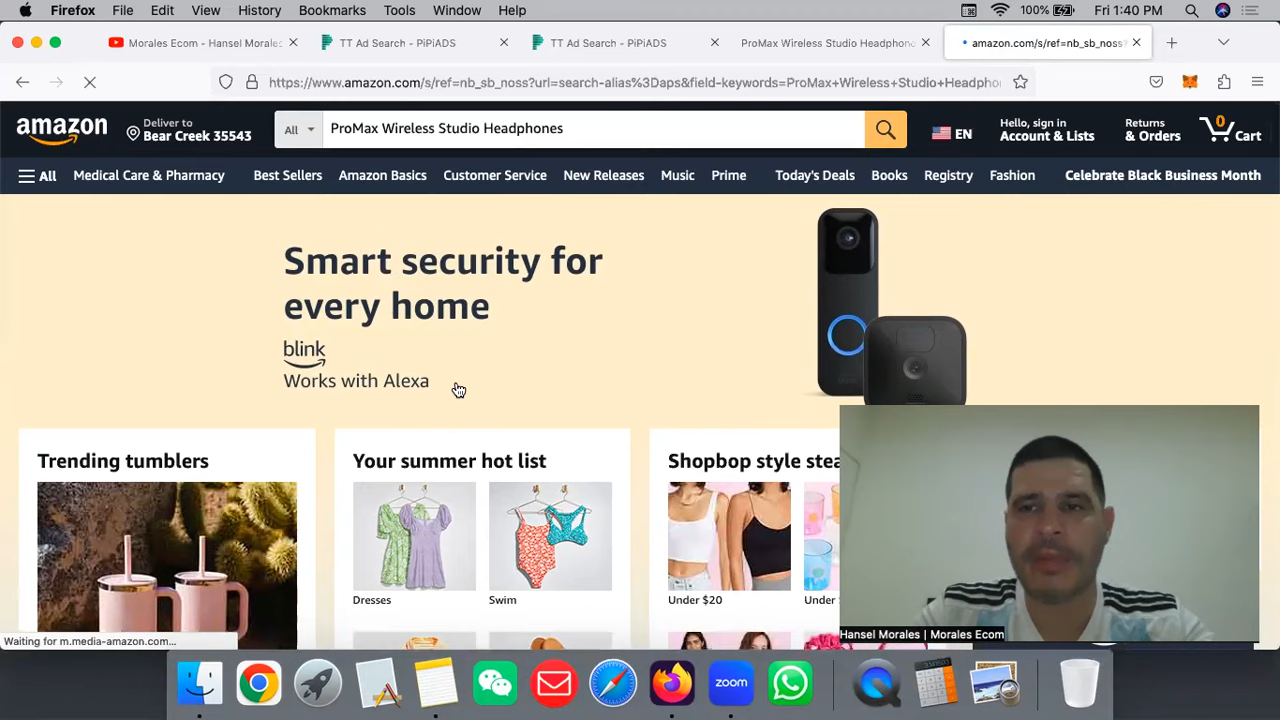 Firefox File Edit View History Bookmarks Tools Window Help 100% Fri 1:40 PM
Morales Ecom - Hansel Morales
TT Ad Search - PiPiADS
TT Ad Search - PiPiADS
ProMax Wireless Studio Headphone
amazon.com/s/ref=nb_sb_noss?
https://www.amazon.com/s/ref=nb_sb_noss?url=search-alias%3Daps&field-keywords=ProMax+Wireless+Studio+Headpho
amazon
Deliver to
Bear Creek 35543
All
ProMax Wireless Studio Headphones
EN
Hello, sign in
Account & Lists
Returns
& Orders
0
Cart
All Medical Care & Pharmacy Best Sellers Amazon Basics Customer Service New Releases Music Prime Today's Deals Books Registry Fashion Celebrate Black Business Month
Smart security for
every home
blink
Works with Alexa
Trending tumblers
Your summer hot list
Shopbop style stea
Dresses
Swim
Under $20
Under
Waiting for m.media-amazon.com...
Hansel Morales | Morales Ecom
zoom